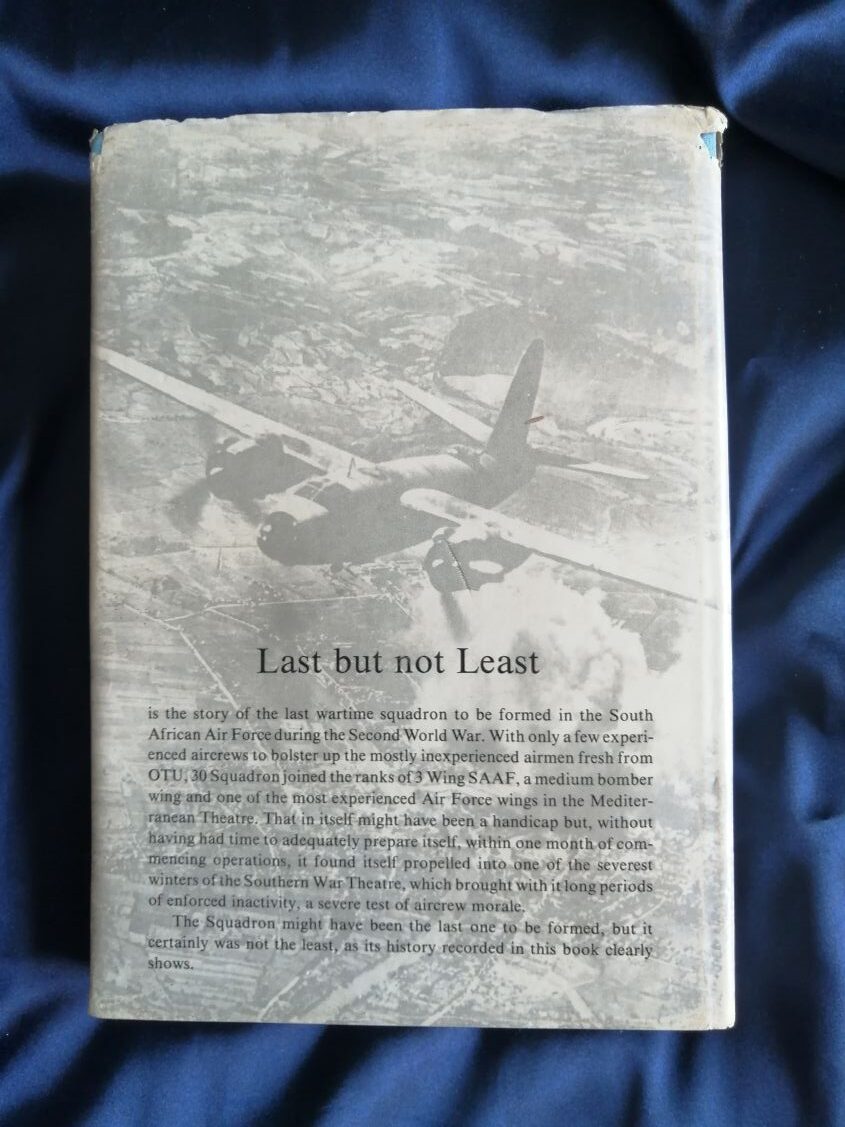 Last but not Least
is the story of the last wartime squadron to be formed in the South
African Air Force during the Second World War. With only a few experi-
enced aircrews to bolster up the mostly inexperienced airmen fresh from
OTU, 30 Squadron joined the ranks of 3 Wing SAAF, a medium bomber
wing and one of the most experienced Air Force wings in the Mediter-
ranean Theatre. That in itself might have been a handicap but, without
having had time to adequately prepare itself, within one month of com-
mencing operations, it found itself propelled into one of the severest
winters of the Southern War Theatre, which brought with it long periods
of enforced inactivity, a severe test of aircrew morale.
The Squadron might have been the last one to be formed, but it
certainly was not the least, as its history recorded in this book clearly
shows.